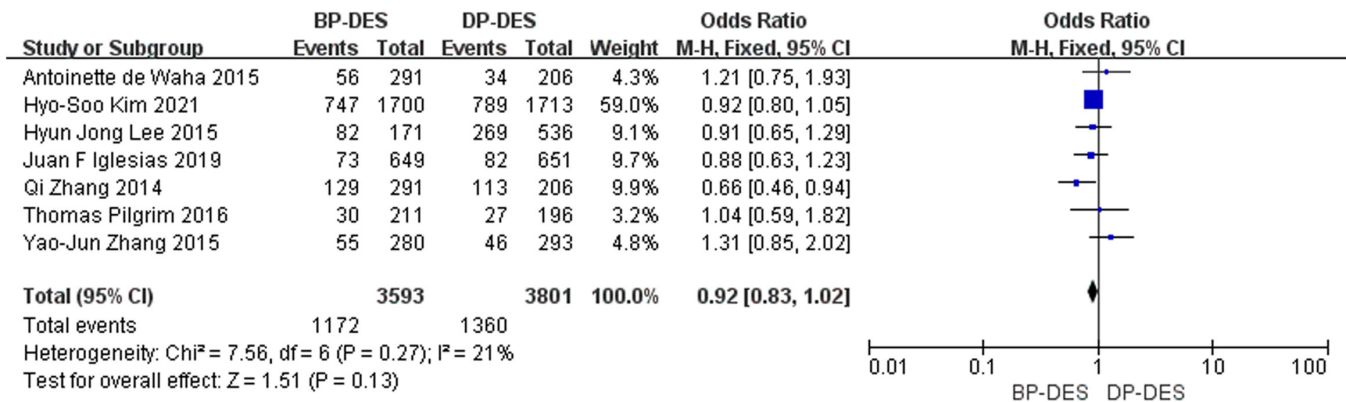 BP-DES DP-DES Odds Ratio Odds Ratio
Study or Subgroup Events Total Events Total Weight M-H, Fixed, 95% CI M-H, Fixed, 95% CI
Antoinette de Waha 2015 56 291 34 206 4.3% 1.21 [0.75, 1.93]
Hyo-Soo Kim 2021 747 1700 789 1713 59.0% 0.92 [0.80, 1.05]
Hyun Jong Lee 2015 82 171 269 536 9.1% 0.91 [0.65, 1.29]
Juan F Iglesias 2019 73 649 82 651 9.7% 0.88 [0.63, 1.23]
Qi Zhang 2014 129 291 113 206 9.9% 0.66 [0.46, 0.94]
Thomas Pilgrim 2016 30 211 27 196 3.2% 1.04 [0.59, 1.82]
Yao-Jun Zhang 2015 55 280 46 293 4.8% 1.31 [0.85, 2.02]
Total (95% CI) 3593 3801 100.0% 0.92 [0.83, 1.02]
Total events 1172 1360
Heterogeneity: Chi² = 7.56, df = 6 (P = 0.27); I² = 21%
Test for overall effect: Z = 1.51 (P = 0.13)
0.01 0.1 1 10 100
BP-DES DP-DES